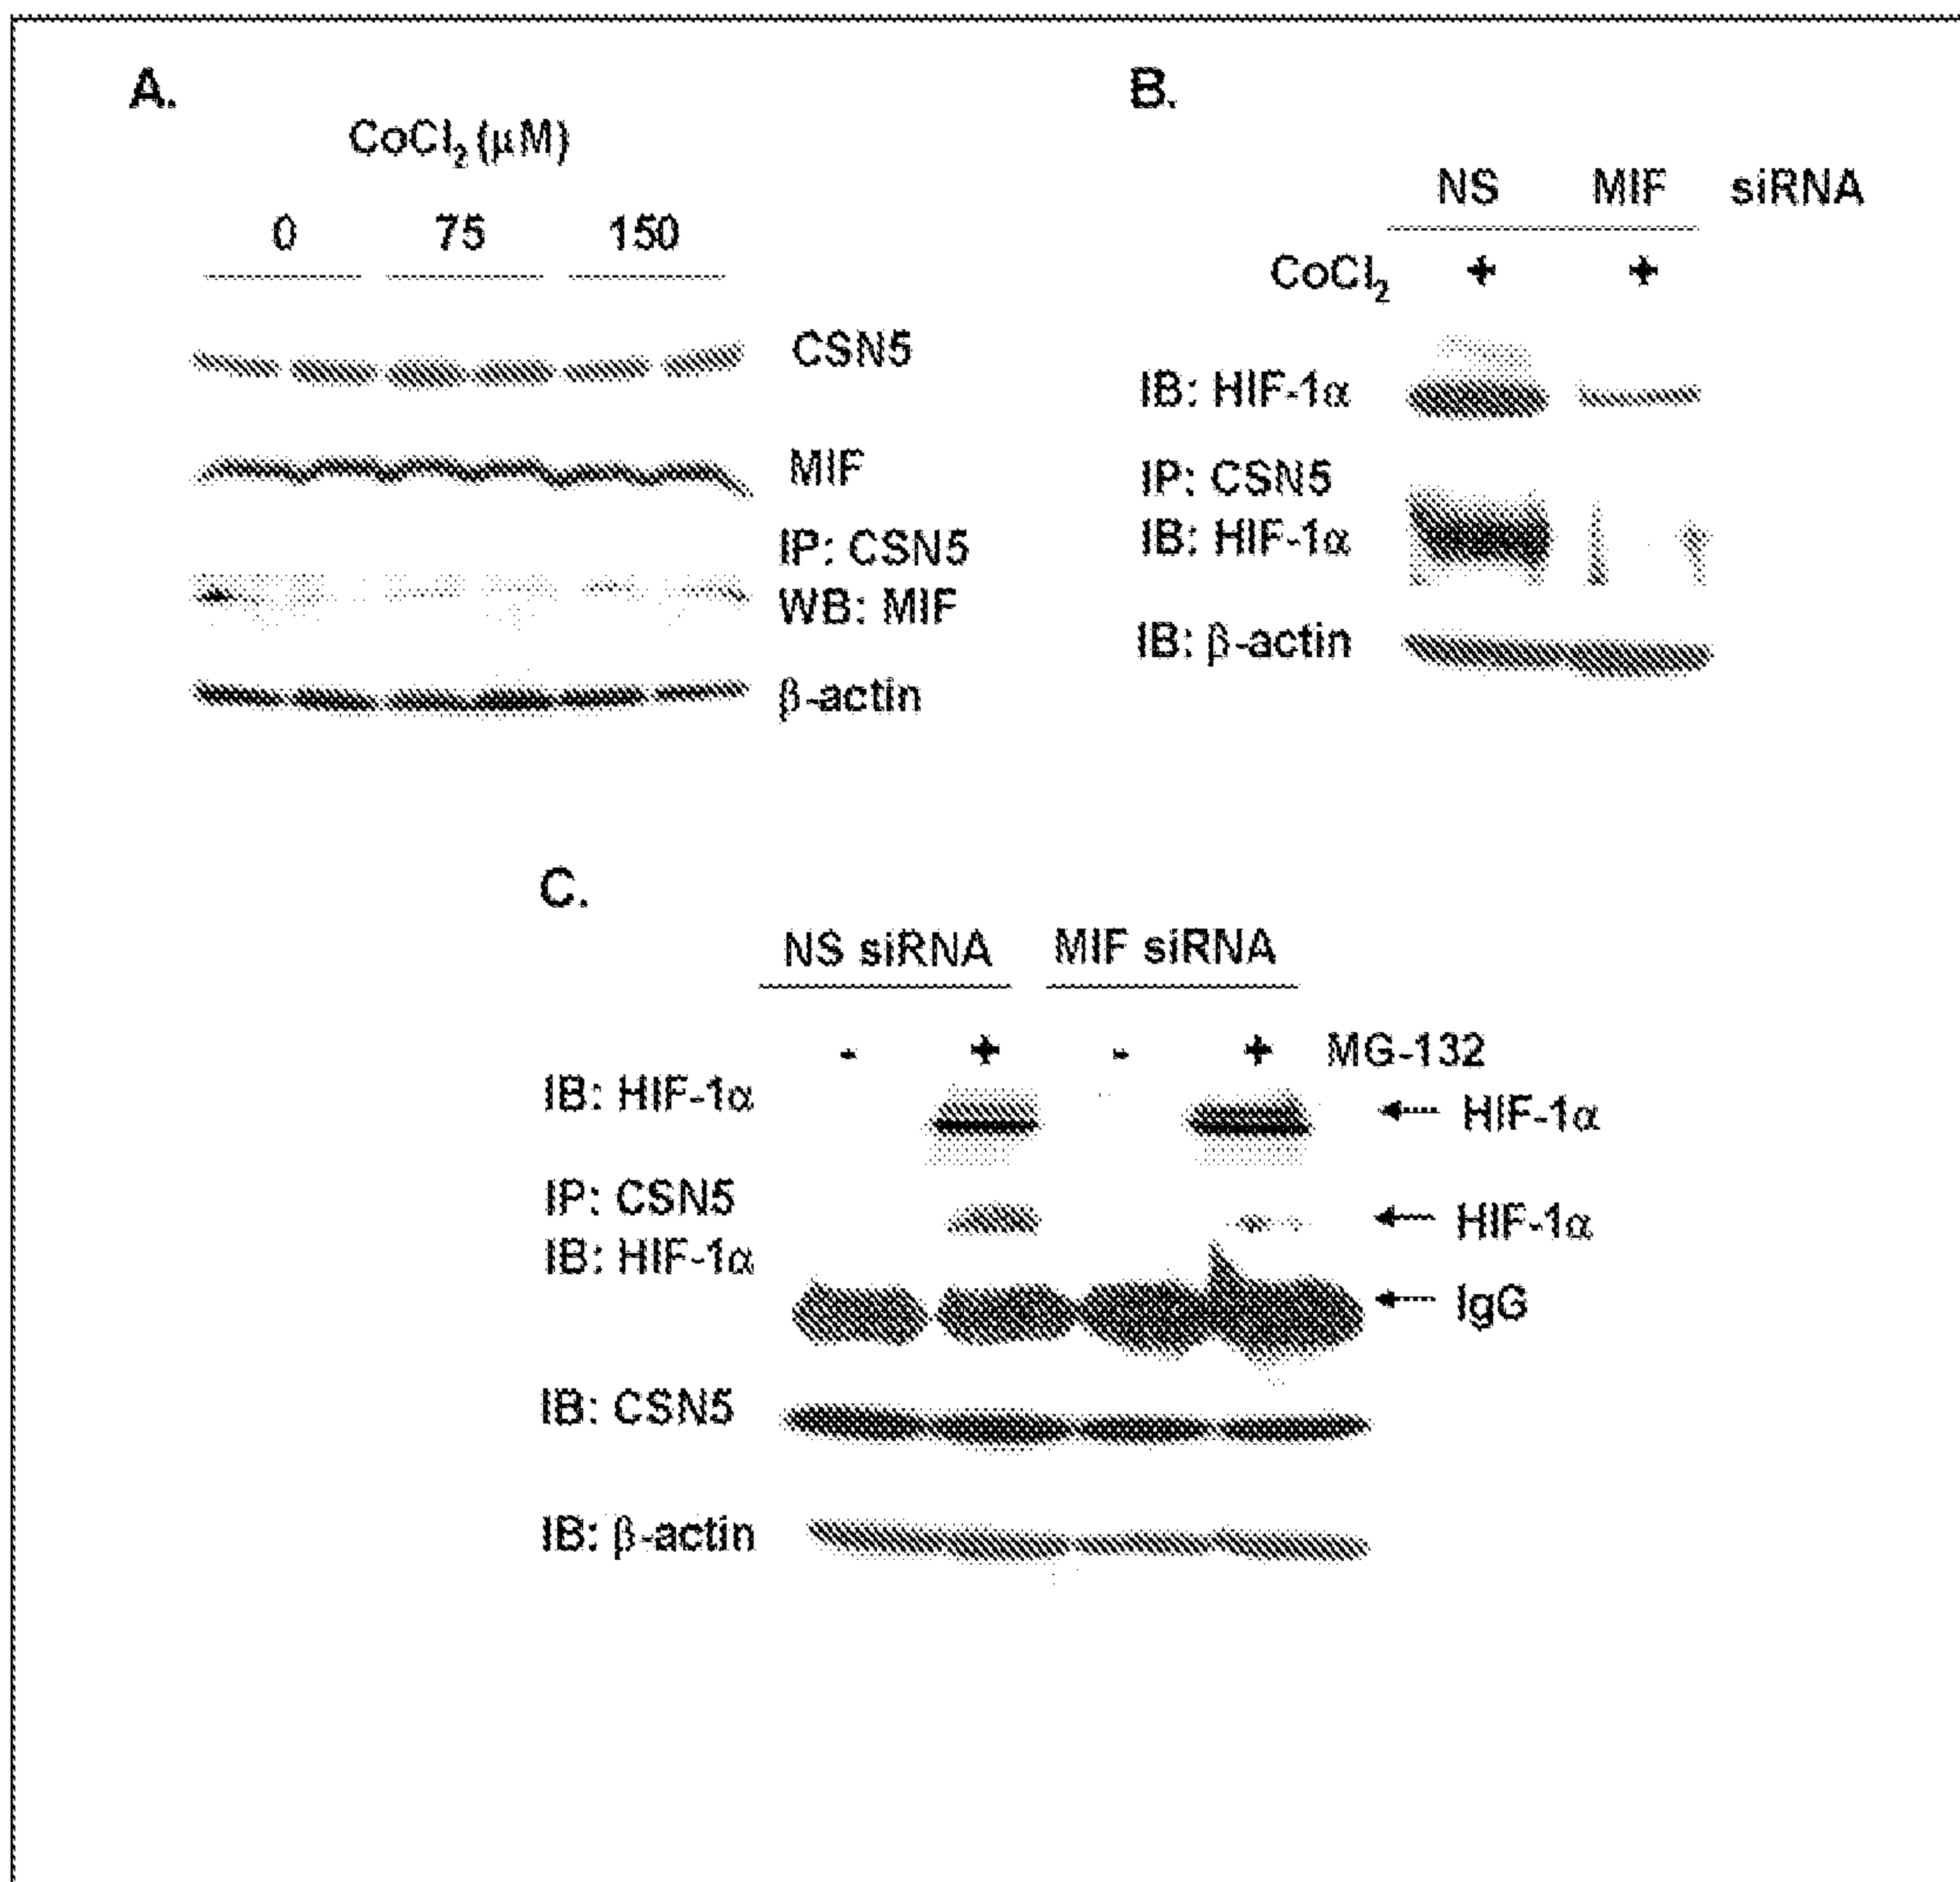 A.
CoCl₂ (μM)
0 75 150
CSN5
MIF
IP: CSN5
WB: MIF
β-actin
B.
NS MIF siRNA
CoCl₂ + +
IB: HIF-1α
IP: CSN5
IB: HIF-1α
IB: β-actin
C.
NS siRNA MIF siRNA
- + - + MG-132
IB: HIF-1α HIF-1α
IP: CSN5 HIF-1α
IB: HIF-1α
IgG
IB: CSN5
IB: β-actin